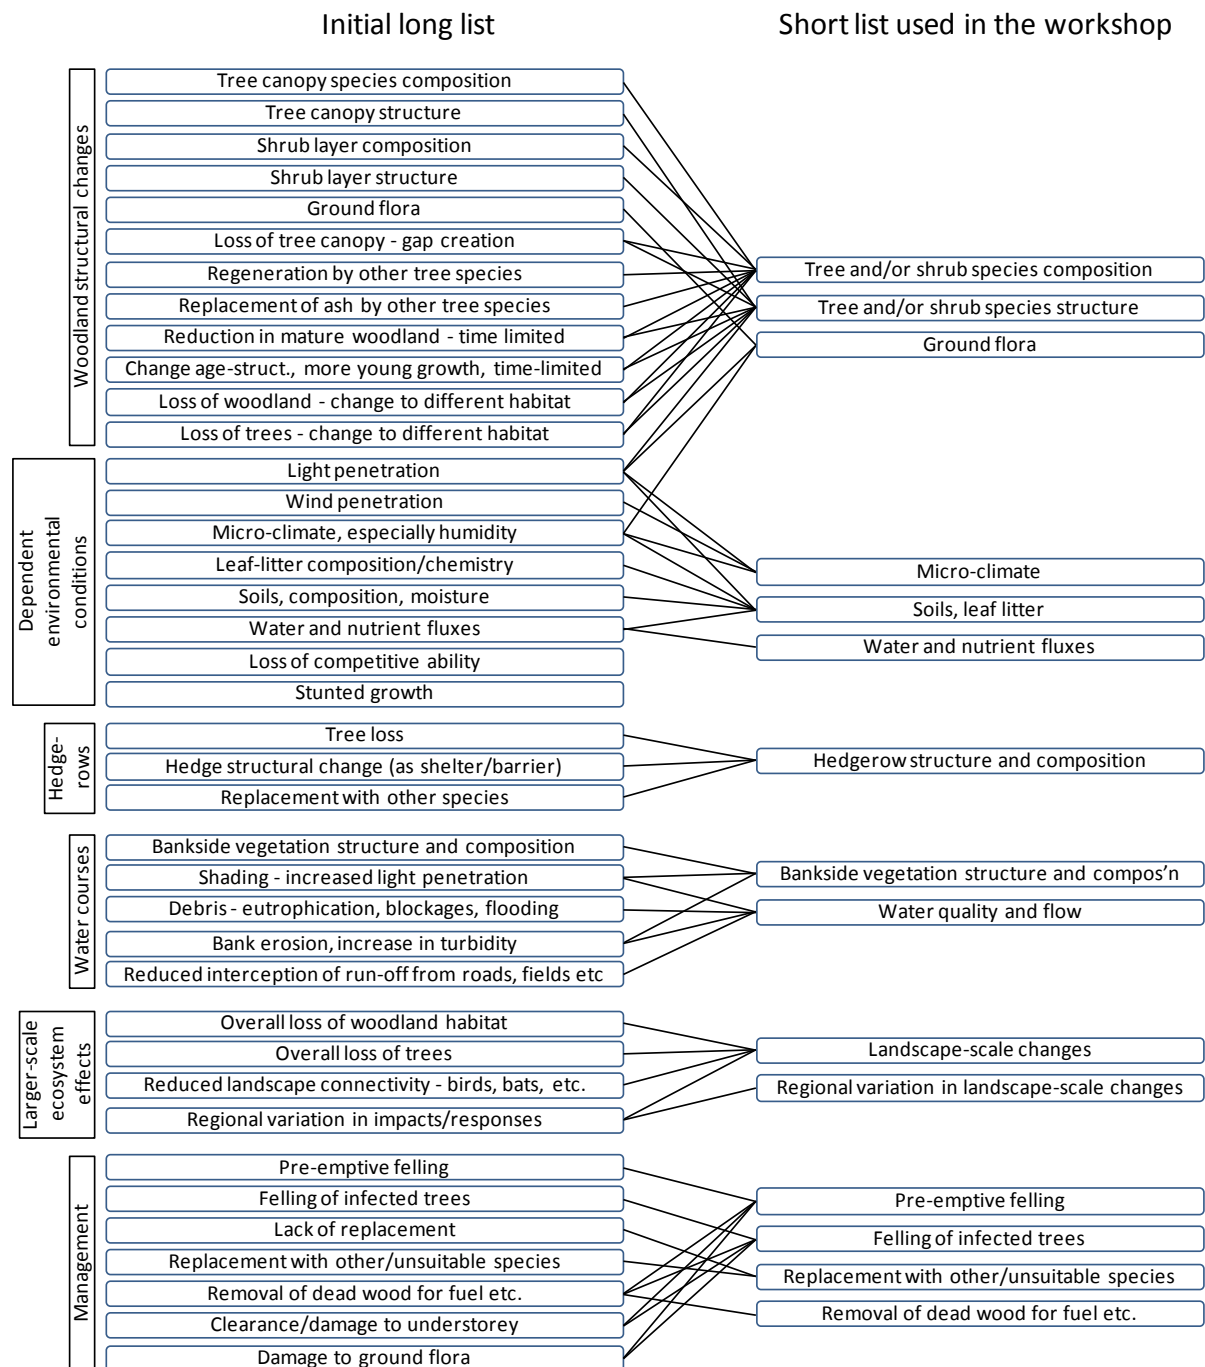 Initial long list
Short list used in the workshop
Woodland structural changes
Tree canopy species composition
Tree canopy structure
Shrub layer composition
Shrub layer structure
Ground flora
Loss of tree canopy - gap creation
Regeneration by other tree species
Replacement of ash by other tree species
Reduction in mature woodland - time limited
Change age-struct., more young growth, time-limited
Loss of woodland - change to different habitat
Loss of trees - change to different habitat
Tree and/or shrub species composition
Tree and/or shrub species structure
Ground flora
Dependent
environmental
conditions
Light penetration
Wind penetration
Micro-climate, especially humidity
Leaf-litter composition/chemistry
Soils, composition, moisture
Water and nutrient fluxes
Loss of competitive ability
Stunted growth
Micro-climate
Soils, leaf litter
Water and nutrient fluxes
Hedge-
rows
Tree loss
Hedge structural change (as shelter/barrier)
Replacement with other species
Hedgerow structure and composition
Water courses
Bankside vegetation structure and composition
Shading - increased light penetration
Debris - eutrophication, blockages, flooding
Bank erosion, increase in turbidity
Reduced interception of run-off from roads, fields etc
Bankside vegetation structure and compos'n
Water quality and flow
Larger-scale
ecosystem
effects
Overall loss of woodland habitat
Overall loss of trees
Reduced landscape connectivity - birds, bats, etc.
Regional variation in impacts/responses
Landscape-scale changes
Regional variation in landscape-scale changes
Management
Pre-emptive felling
Felling of infected trees
Lack of replacement
Replacement with other/unsuitable species
Removal of dead wood for fuel etc.
Clearance/damage to understorey
Damage to ground flora
Pre-emptive felling
Felling of infected trees
Replacement with other/unsuitable species
Removal of dead wood for fuel etc.